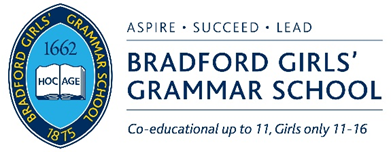 BRADFORD GIRLS' GRAMMAR SCHOOL
1662
HOC AGE
1875
ASPIRE • SUCCEED • LEAD
BRADFORD GIRLS'
GRAMMAR SCHOOL
Co-educational up to 11, Girls only 11-16